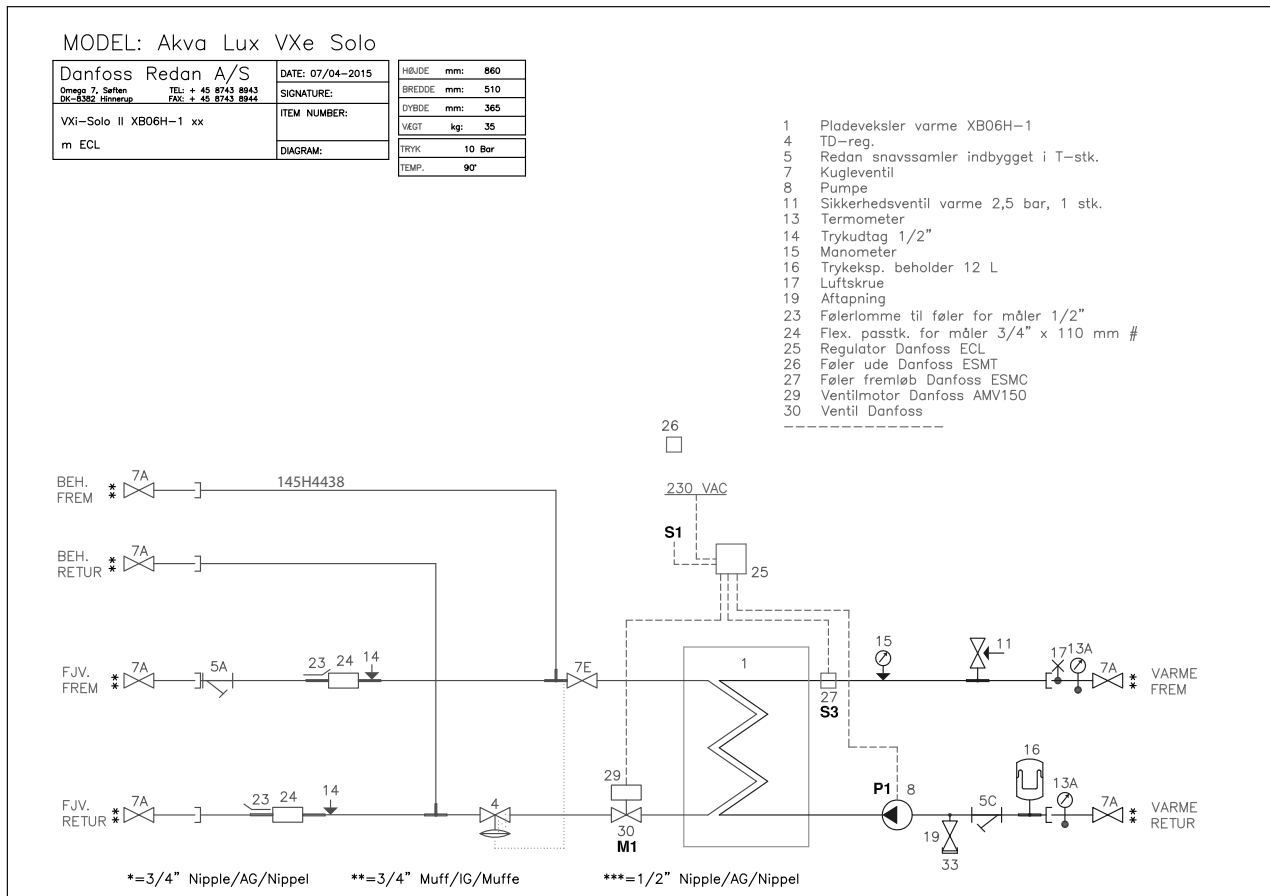 MODEL: Akva Lux VXe Solo
Danfoss Redan A/S
Omega 7, Søften TEL: + 45 8743 8943
DK-8382 Hinnerup FAX: + 45 8743 8944
VXi-Solo II XB06H-1 xx
m ECL
DATE: 07/04-2015
SIGNATURE:
ITEM NUMBER:
DIAGRAM:
HØJDE mm: 860
BREDDE mm: 510
DYBDE mm: 365
VÆGT kg: 35
TRYK 10 Bar
TEMP. 90°
1 Pladeveksler varme XB06H-1
4 TD-reg.
5 Redan snavssamler indbygget i T-stk.
7 Kugleventil
8 Pumpe
11 Sikkerhedsventil varme 2,5 bar, 1 stk.
13 Termometer
14 Trykudtag 1/2"
15 Manometer
16 Trykeksp. beholder 12 L
17 Luftskrue
19 Aftapning
23 Følerlomme til føler for måler 1/2"
24 Flex. passtk. for måler 3/4" x 110 mm #
25 Regulator Danfoss ECL
26 Føler ude Danfoss ESMT
27 Føler fremløb Danfoss ESMC
29 Ventilmotor Danfoss AMV150
30 Ventil Danfoss
26
BEH.
FREM
**
7A
145H4438
230 VAC
S1
25
BEH.
RETUR
**
7A
FJV.
FREM
**
7A
5A
23
24
14
7E
1
27
S3
15
11
17
13A
7A
**
VARME
FREM
FJV.
RETUR
**
7A
23
24
14
4
29
30
M1
P1
8
19
33
5C
16
13A
7A
**
VARME
RETUR
*=3/4" Nipple/AG/Nippel **=3/4" Muff/IG/Muffe ***=1/2" Nipple/AG/Nippel